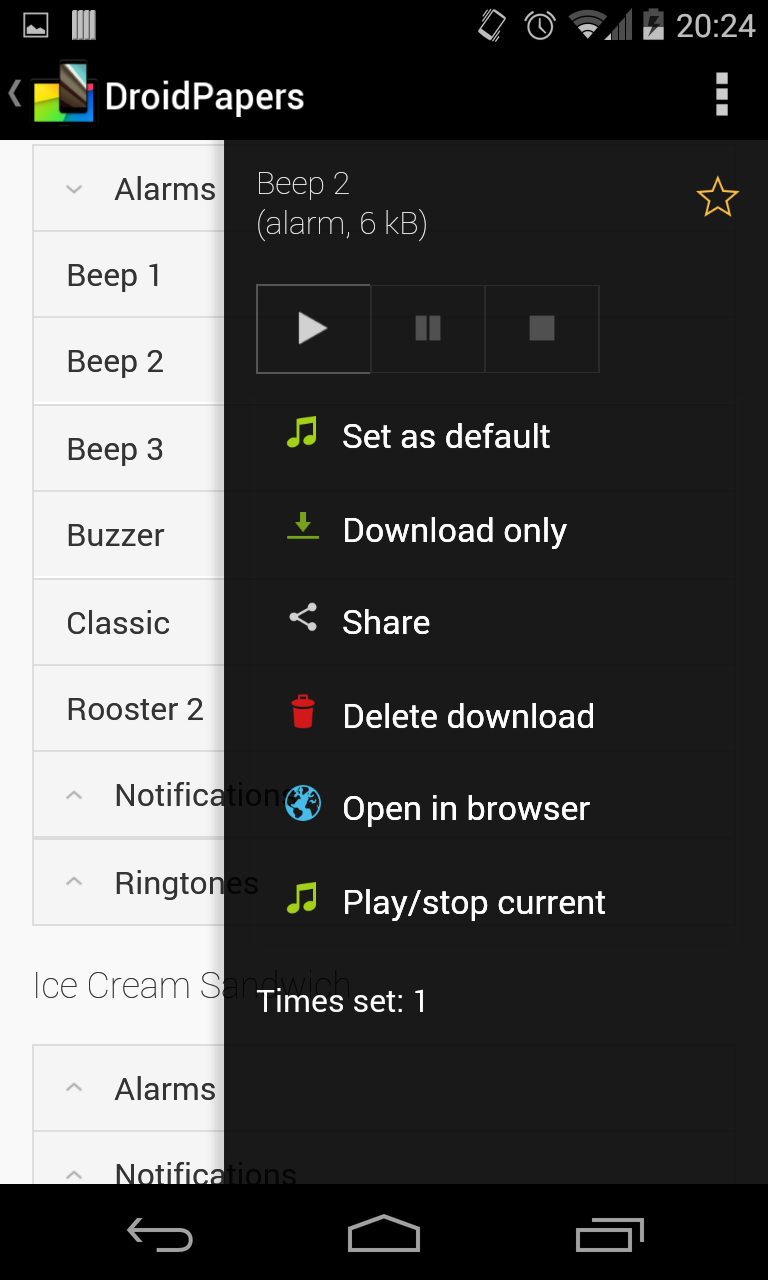 20:24
DroidPapers
Alarms
Beep 1
Beep 2
Beep 3
Buzzer
Classic
Rooster 2
Notifications
Ringtones
Ice Cream Sandwich
Alarms
Notifications
Beep 2
(alarm, 6 kB)
Set as default
Download only
Share
Delete download
Open in browser
Play/stop current
Times set: 1